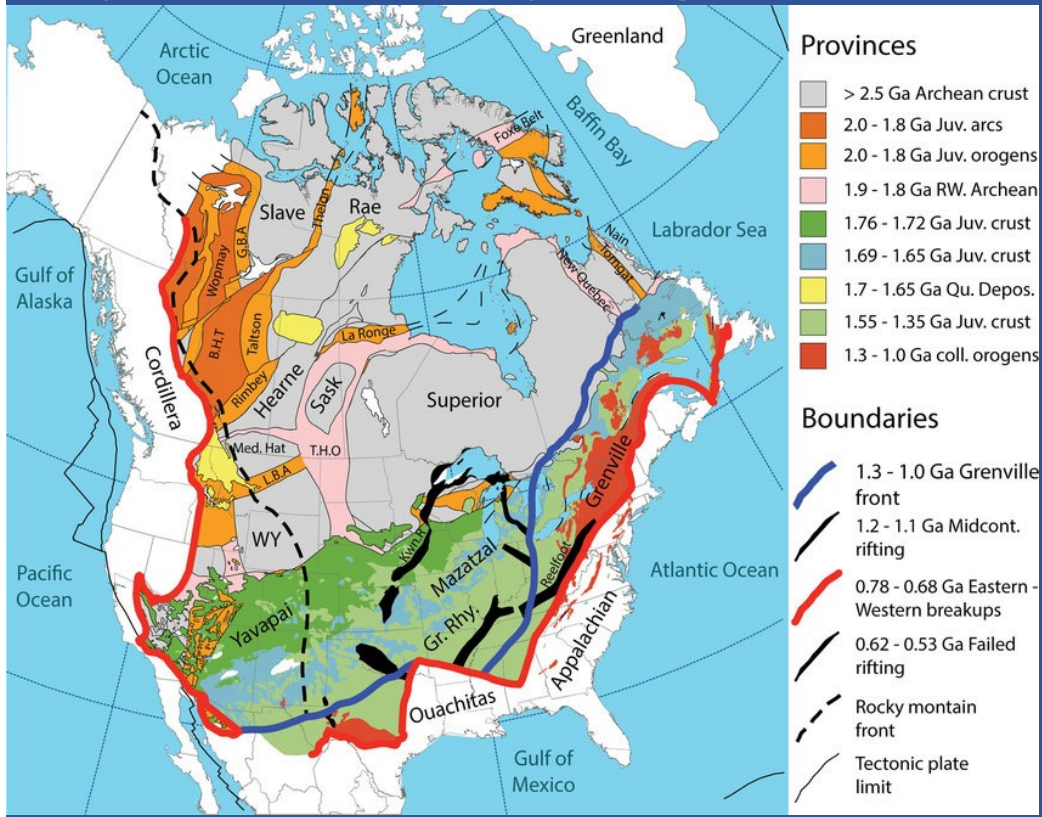 Greenland
Arctic
Ocean
Baffin Bay
Foxe Belt
Slave
Rae
Thelon
G.B.A
Wopmay
Nain
Torngat
New Quebec
Labrador Sea
Gulf of
Alaska
B.H.T
Taltson
La Ronge
Cordillera
Rimbey
Hearne
Sask
Superior
Med. Hat
T.H.O
L.B.A
Grenville
WY
Kwn.R
Mazatzal
Reelfoot
Pacific
Ocean
Yavapai
Gr. Rhy.
Atlantic Ocean
Appalachian
Ouachitas
Gulf of
Mexico
Provinces
> 2.5 Ga Archean crust
2.0 - 1.8 Ga Juv. arcs
2.0 - 1.8 Ga Juv. orogens
1.9 - 1.8 Ga RW. Archean
1.76 - 1.72 Ga Juv. crust
1.69 - 1.65 Ga Juv. crust
1.7 - 1.65 Ga Qu. Depos.
1.55 - 1.35 Ga Juv. crust
1.3 - 1.0 Ga coll. orogens
Boundaries
1.3 - 1.0 Ga Grenville
front
1.2 - 1.1 Ga Midcont.
rifting
0.78 - 0.68 Ga Eastern -
Western breakups
0.62 - 0.53 Ga Failed
rifting
Rocky montain
front
Tectonic plate
limit